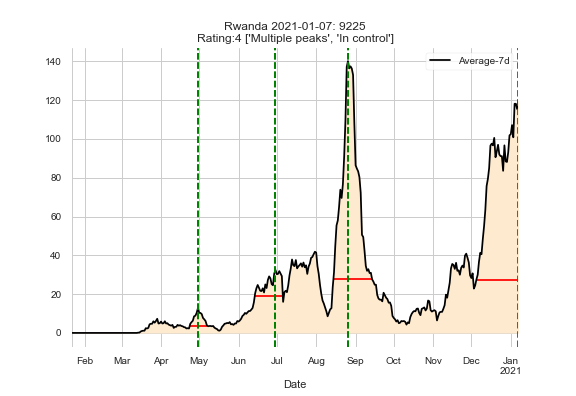 Rwanda 2021-01-07: 9225
Rating:4 ['Multiple peaks', 'In control']
Average-7d
140
120
100
80
60
40
20
0
Feb Mar Apr May Jun Jul Aug Sep Oct Nov Dec Jan
2021
Date